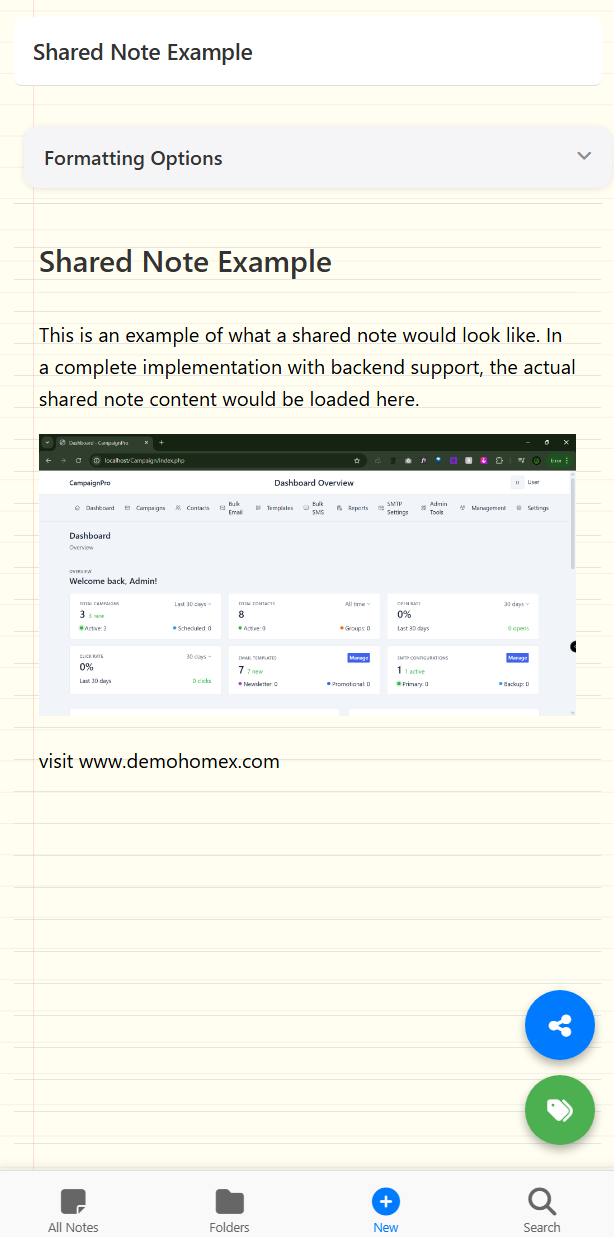 Shared Note Example
Formatting Options
Shared Note Example
This is an example of what a shared note would look like. In
a complete implementation with backend support, the actual
shared note content would be loaded here.
Dashboard - CampaignPro
localhost/Campaign/index.php
Error
CampaignPro
Dashboard Overview
User
Dashboard
Campaigns
Contacts
Bulk
Email
Templates
Bulk
SMS
Reports
SMTP
Settings
Admin
Tools
Management
Settings
Dashboard
Overview
OVERVIEW
Welcome back, Admin!
TOTAL CAMPAIGNS
Last 30 days
3 3 new
Active: 2
Scheduled: 0
TOTAL CONTACTS
All time
8
Active: 0
Groups: 0
OPEN RATE
30 days
0%
Last 30 days
0 opens
CLICK RATE
30 days
0%
Last 30 days
0 clicks
EMAIL TEMPLATES
Manage
7 7 new
Newsletter: 0
Promotional: 0
SMTP CONFIGURATIONS
Manage
1 1 active
Primary: 0
Backup: 0
visit www.demohomex.com
All Notes
Folders
New
Search